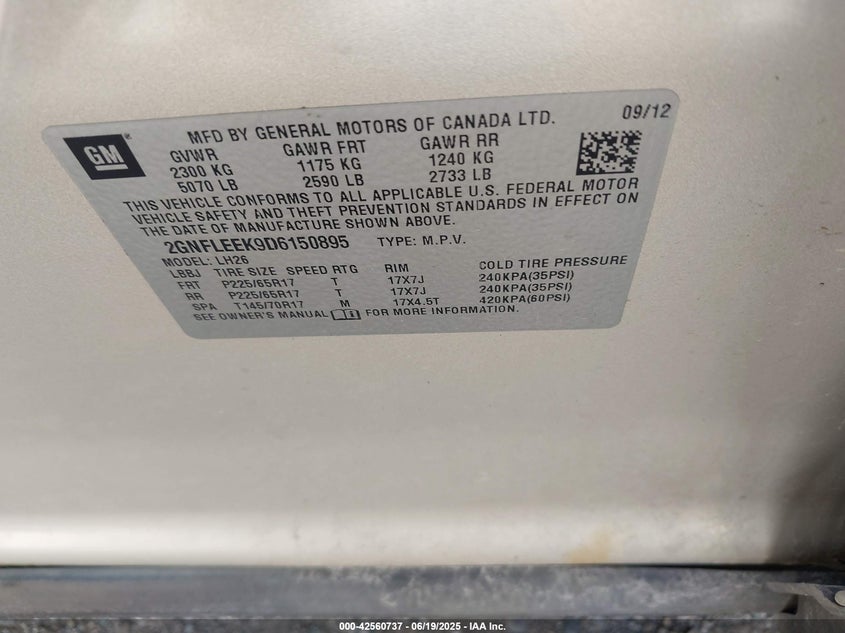 GM
MFD BY GENERAL MOTORS OF CANADA LTD. 09/12
GVWR GAWR FRT GAWR RR
2300 KG 1175 KG 1240 KG
5070 LB 2590 LB 2733 LB
THIS VEHICLE CONFORMS TO ALL APPLICABLE U.S. FEDERAL MOTOR
VEHICLE SAFETY AND THEFT PREVENTION STANDARDS IN EFFECT ON
THE DATE OF MANUFACTURE SHOWN ABOVE.
2GNFLEEK9D6150895 TYPE: M.P.V.
MODEL: LH26
LBBJ TIRE SIZE SPEED RTG RIM COLD TIRE PRESSURE
FRT P225/65R17 T 17X7J 240KPA(35PSI)
RR P225/65R17 T 17X7J 240KPA(35PSI)
SPA T145/70R17 M 17X4.5T 420KPA(60PSI)
SEE OWNER'S MANUAL FOR MORE INFORMATION.
000-42560737 - 06/19/2025 - IAA Inc.